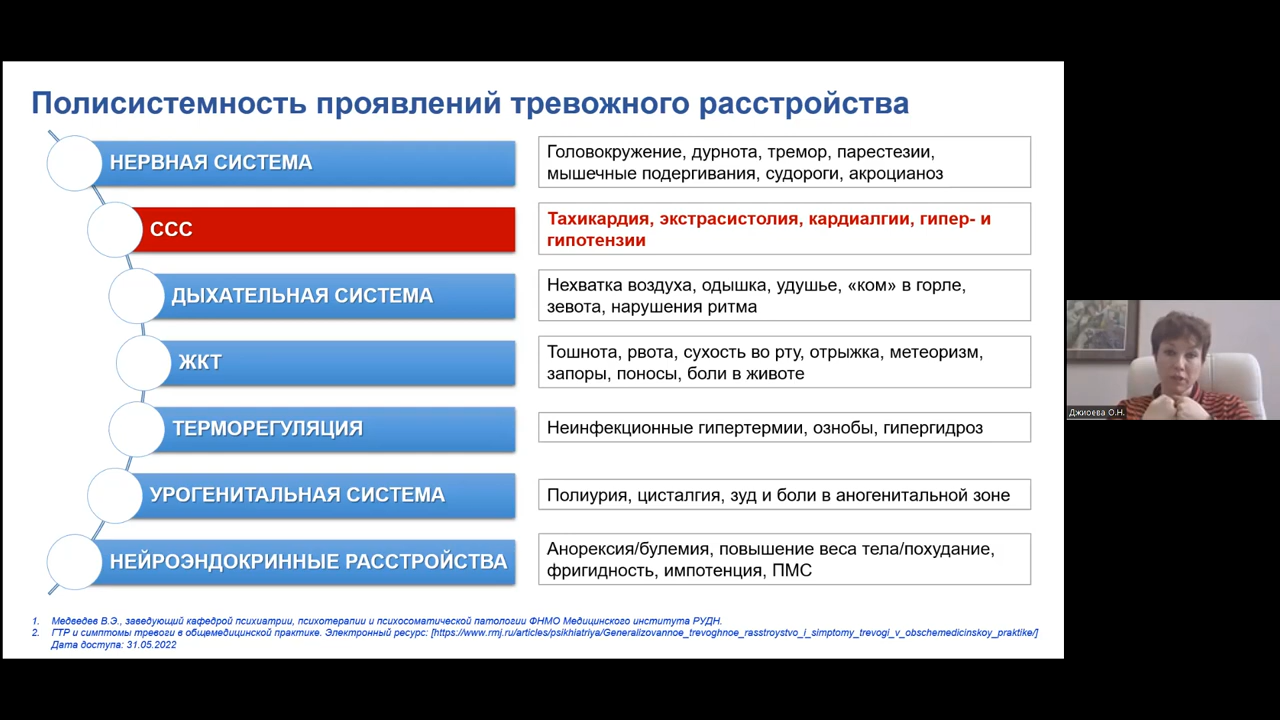 Полисистемность проявлений тревожного расстройства
НЕРВНАЯ СИСТЕМА
Головокружение, дурнота, тремор, парестезии,
мышечные подергивания, судороги, акроцианоз
ССС
Тахикардия, экстрасистолия, кардиалгии, гипер- и
гипотензии
ДЫХАТЕЛЬНАЯ СИСТЕМА
Нехватка воздуха, одышка, удушье, «ком» в горле,
зевота, нарушения ритма
ЖКТ
Тошнота, рвота, сухость во рту, отрыжка, метеоризм,
запоры, поносы, боли в животе
ТЕРМОРЕГУЛЯЦИЯ
Неинфекционные гипертермии, ознобы, гипергидроз
УРОГЕНИТАЛЬНАЯ СИСТЕМА
Полиурия, цисталгия, зуд и боли в аногенитальной зоне
НЕЙРОЭНДОКРИННЫЕ РАССТРОЙСТВА
Анорексия/булемия, повышение веса тела/похудание,
фригидность, импотенция, ПМС
1. Медведев В.Э., заведующий кафедрой психиатрии, психотерапии и психосоматической патологии ФНМО Медицинского института РУДН.
2. ГТР и симптомы тревоги в общемедицинской практике. Электронный ресурс: [https://www.rmj.ru/articles/psikhiatriya/Generalizovannoe_trevoghnoe_rasstroystvo_i_simptomy_trevogi_v_obschemedicinskoy_praktike/]
Дата доступа: 31.05.2022
Джиоева О.Н.